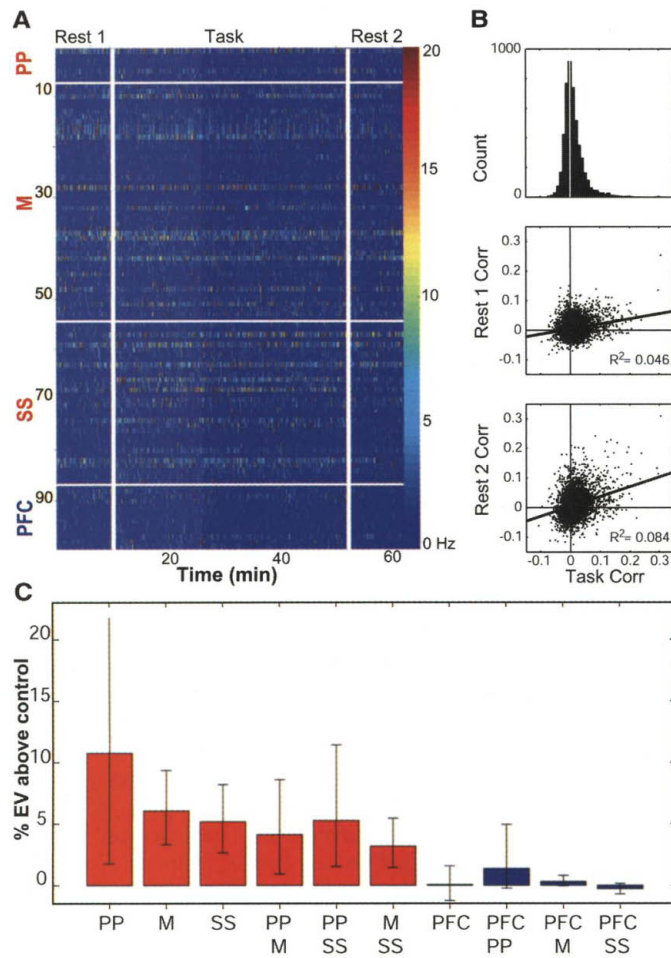 A
Rest 1 Task Rest 2
PP
M
SS
PFC
10
30
50
70
90
20 40 60
Time (min)
20
15
10
5
0 Hz
B
1000
Count
0
Rest 1 Corr
0.3
0.2
0.1
0
-0.1
R²= 0.046
Rest 2 Corr
0.3
0.2
0.1
0
-0.1
R²= 0.084
-0.1 0 0.1 0.2 0.3
Task Corr
C
% EV above control
20
15
10
5
0
PP M SS PP PP M PFC PFC PFC PFC
M SS SS PP M SS